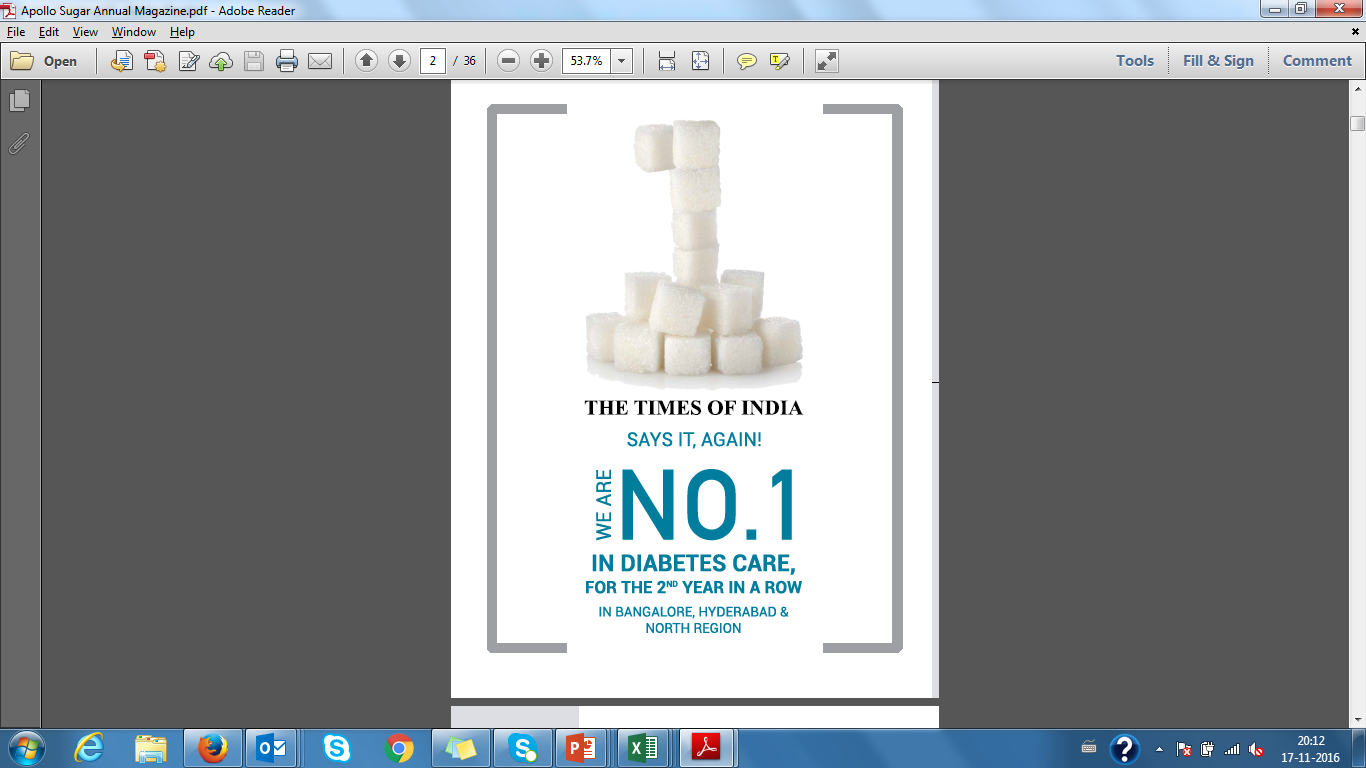 Apollo Sugar Annual Magazine.pdf - Adobe Reader
File Edit View Window Help
Open 2 / 36 53.7% Tools Fill & Sign Comment
THE TIMES OF INDIA
SAYS IT, AGAIN!
WE ARE
NO.1
IN DIABETES CARE,
FOR THE 2ND YEAR IN A ROW
IN BANGALORE, HYDERABAD &
NORTH REGION
20:12
17-11-2016